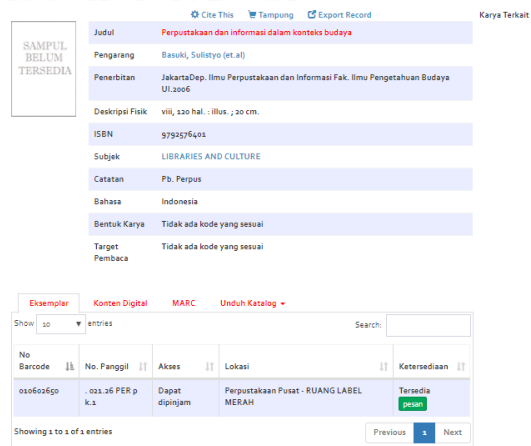 Cite This Tampung Export Record Karya Terkait
SAMPUL
BELUM
TERSEDIA
Judul Perpustakaan dan informasi dalam konteks budaya
Pengarang Basuki, Sulistyo (et.al)
Penerbitan JakartaDep. Ilmu Perpustakaan dan Informasi Fak. Ilmu Pengetahuan Budaya
UI.2006
Deskripsi Fisik viii, 120 hal. : illus. ; 20 cm.
ISBN 9792576401
Subjek LIBRARIES AND CULTURE
Catatan Pb. Perpus
Bahasa Indonesia
Bentuk Karya Tidak ada kode yang sesuai
Target Tidak ada kode yang sesuai
Pembaca
Eksemplar Konten Digital MARC Unduh Katalog
Show 10 entries Search:
No
Barcode No. Panggil Akses Lokasi Ketersediaan
010602650 . 021.26 PER p Dapat Perpustakaan Pusat - RUANG LABEL Tersedia
k.1 dipinjam MERAH pesan
Showing 1 to 1 of 1 entries Previous 1 Next